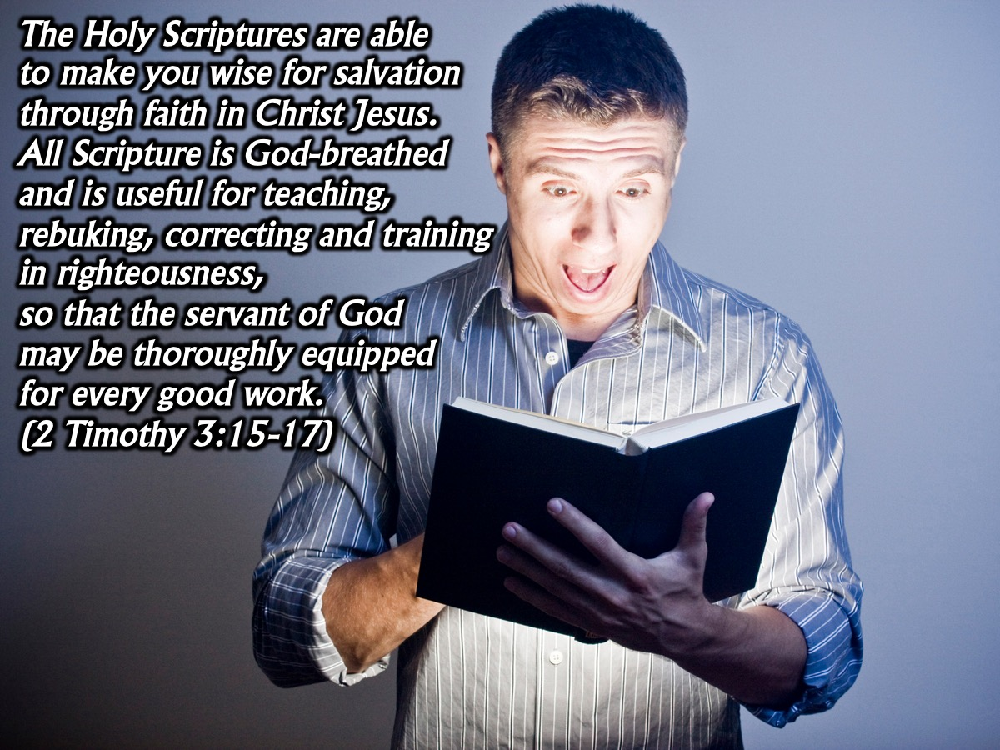 The Holy Scriptures are able
to make you wise for salvation
through faith in Christ Jesus.
All Scripture is God-breathed
and is useful for teaching,
rebuking, correcting and training
in righteousness,
so that the servant of God
may be thoroughly equipped
for every good work.
(2 Timothy 3:15-17)